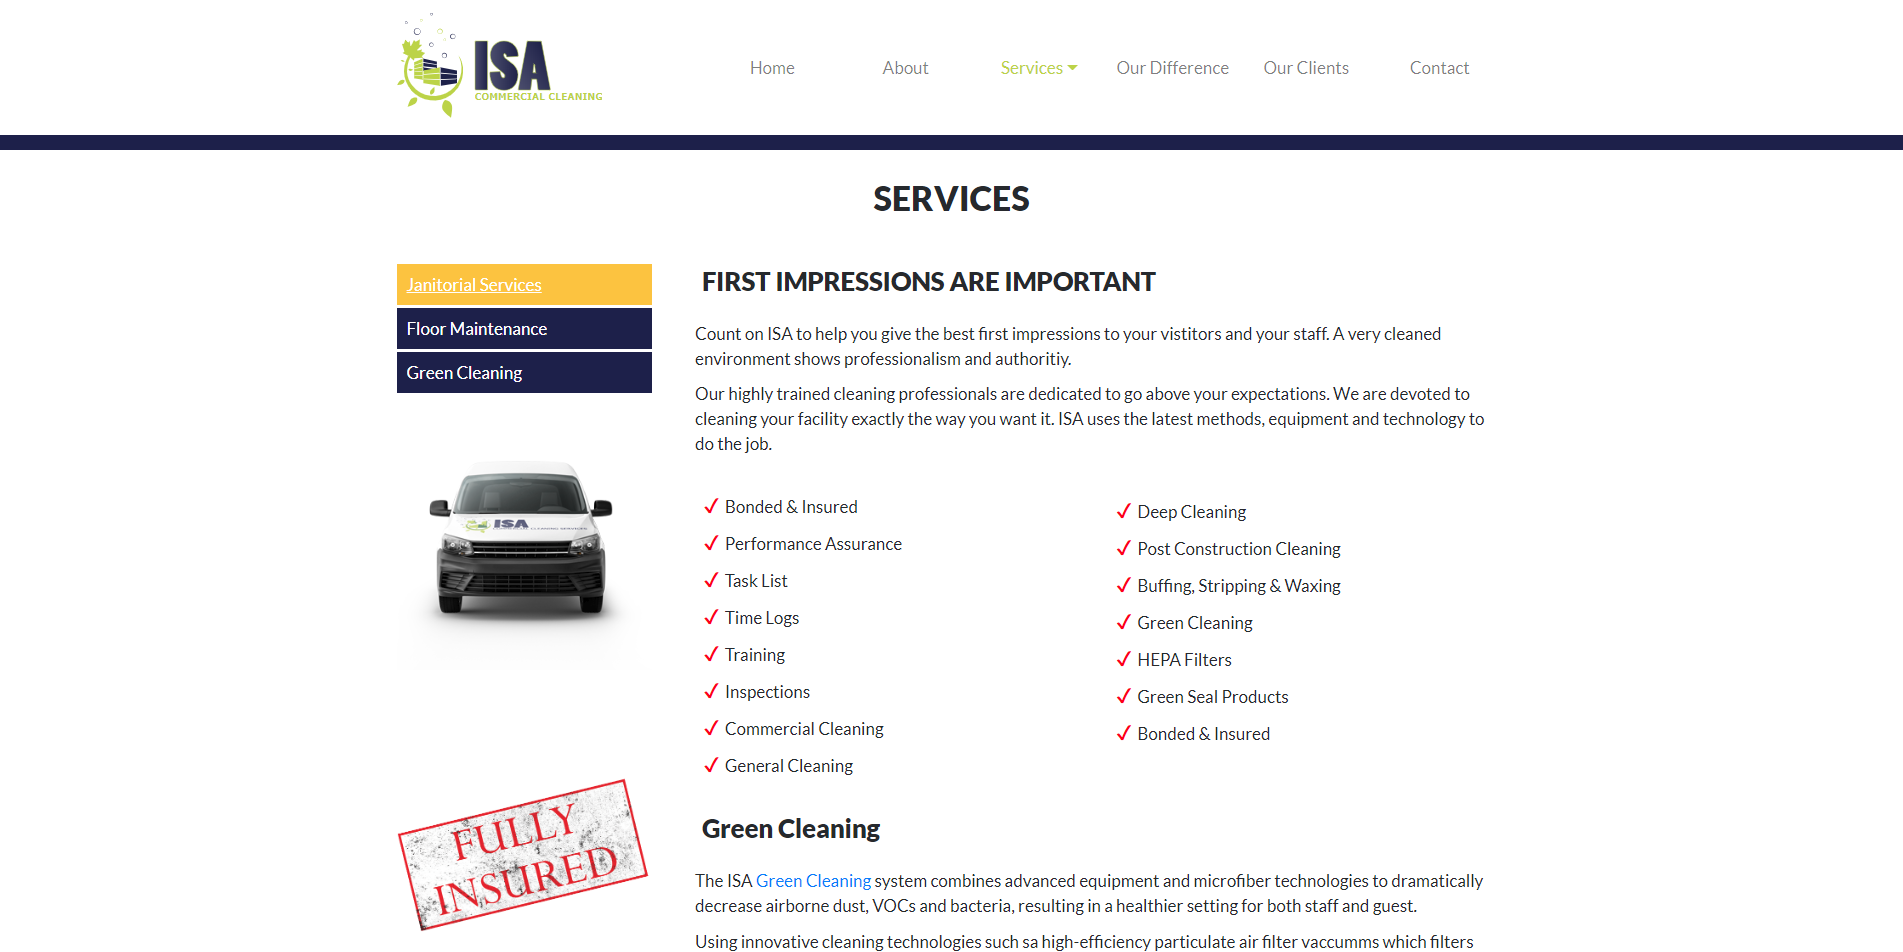 ISA
COMMERCIAL CLEANING
Home
About
Services
Our Difference
Our Clients
Contact
SERVICES
Janitorial Services
Floor Maintenance
Green Cleaning
ISA
COMMERCIAL CLEANING SERVICES
FULLY
INSURED
FIRST IMPRESSIONS ARE IMPORTANT
Count on ISA to help you give the best first impressions to your vistitors and your staff. A very cleaned
environment shows professionalism and authoritiy.
Our highly trained cleaning professionals are dedicated to go above your expectations. We are devoted to
cleaning your facility exactly the way you want it. ISA uses the latest methods, equipment and technology to
do the job.
Bonded & Insured
Performance Assurance
Task List
Time Logs
Training
Inspections
Commercial Cleaning
General Cleaning
Deep Cleaning
Post Construction Cleaning
Buffing, Stripping & Waxing
Green Cleaning
HEPA Filters
Green Seal Products
Bonded & Insured
Green Cleaning
The ISA Green Cleaning system combines advanced equipment and microfiber technologies to dramatically
decrease airborne dust, VOCs and bacteria, resulting in a healthier setting for both staff and guest.
Using innovative cleaning technologies such sa high-efficiency particulate air filter vaccumms which filters